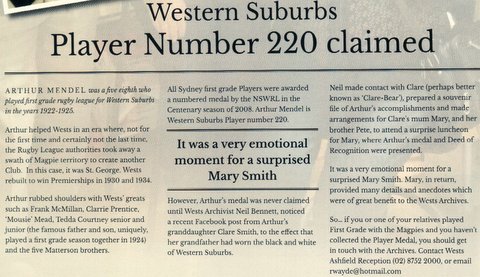 Western Suburbs
Player Number 220 claimed
ARTHUR MENDEL was a five eighth who
played first grade rugby league for Western Suburbs
in the years 1922-1925.
Arthur helped Wests in an era where, not for
the first time and certainly not the last time,
the Rugby League authorities took away a
swath of Magpie territory to create another
Club. In this case, it was St. George. Wests
rebuilt to win Premierships in 1930 and 1934.
Arthur rubbed shoulders with Wests' greats
such as Frank McMillan, Clarrie Prentice,
'Mousie' Mead, Tedda Courtney senior and
junior (the famous father and son, uniquely,
played a first grade season together in 1924)
and the five Matterson brothers.
All Sydney first grade Players were awarded
a numbered medal by the NSWRL in the
Centenary season of 2008. Arthur Mendel is
Western Suburbs Player number 220.
It was a very emotional
moment for a surprised
Mary Smith
However, Arthur's medal was never claimed
until Wests Archivist Neil Bennett, noticed
a recent Facebook post from Arthur's
granddaughter Clare Smith, to the effect that
her grandfather had worn the black and white
of Western Suburbs.
Neil made contact with Clare (perhaps better
known as 'Clare-Bear'), prepared a souvenir
file of Arthur's accomplishments and made
arrangements for Clare's mum Mary, and her
brother Pete, to attend a surprise luncheon
for Mary, where Arthur's medal and Deed of
Recognition were presented.
It was a very emotional moment for a
surprised Mary Smith. Mary, in return,
provided many details and anecdotes which
were of great benefit to the Wests Archives.
So... if you or one of your relatives played
First Grade with the Magpies and you haven't
collected the Player Medal, you should get
in touch with the Archives. Contact Wests
Ashfield Reception (02) 8752 2000, or email
rwayde@hotmail.com